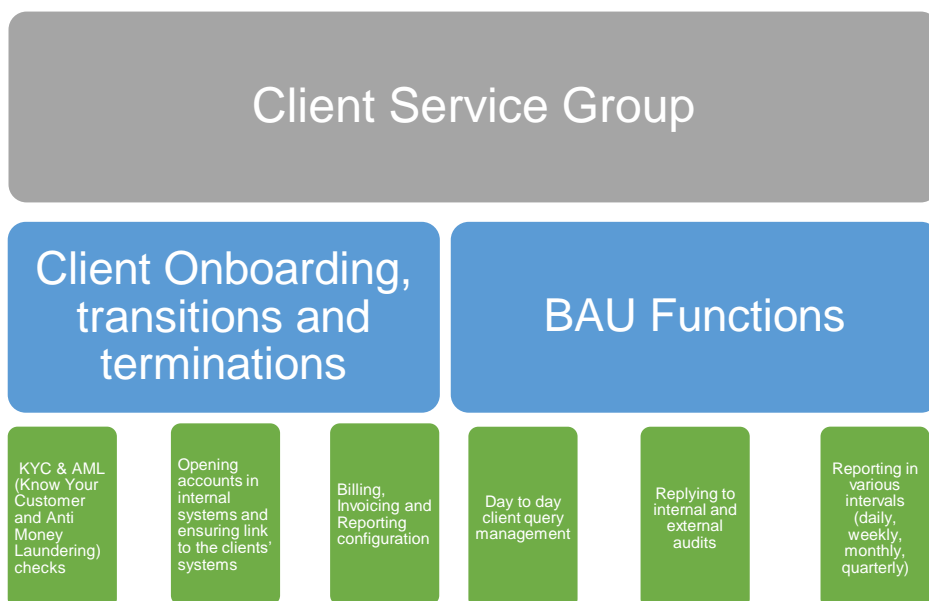 Client Service Group
Client Onboarding,
transitions and
terminations
BAU Functions
KYC & AML
(Know Your
Customer
and Anti
Money
Laundering)
checks
Opening
accounts in
internal
systems and
ensuring link
to the clients’
systems
Billing,
Invoicing and
Reporting
configuration
Day to day
client query
management
Replying to
internal and
external
audits
Reporting in
various
intervals
(daily,
weekly,
monthly,
quarterly)